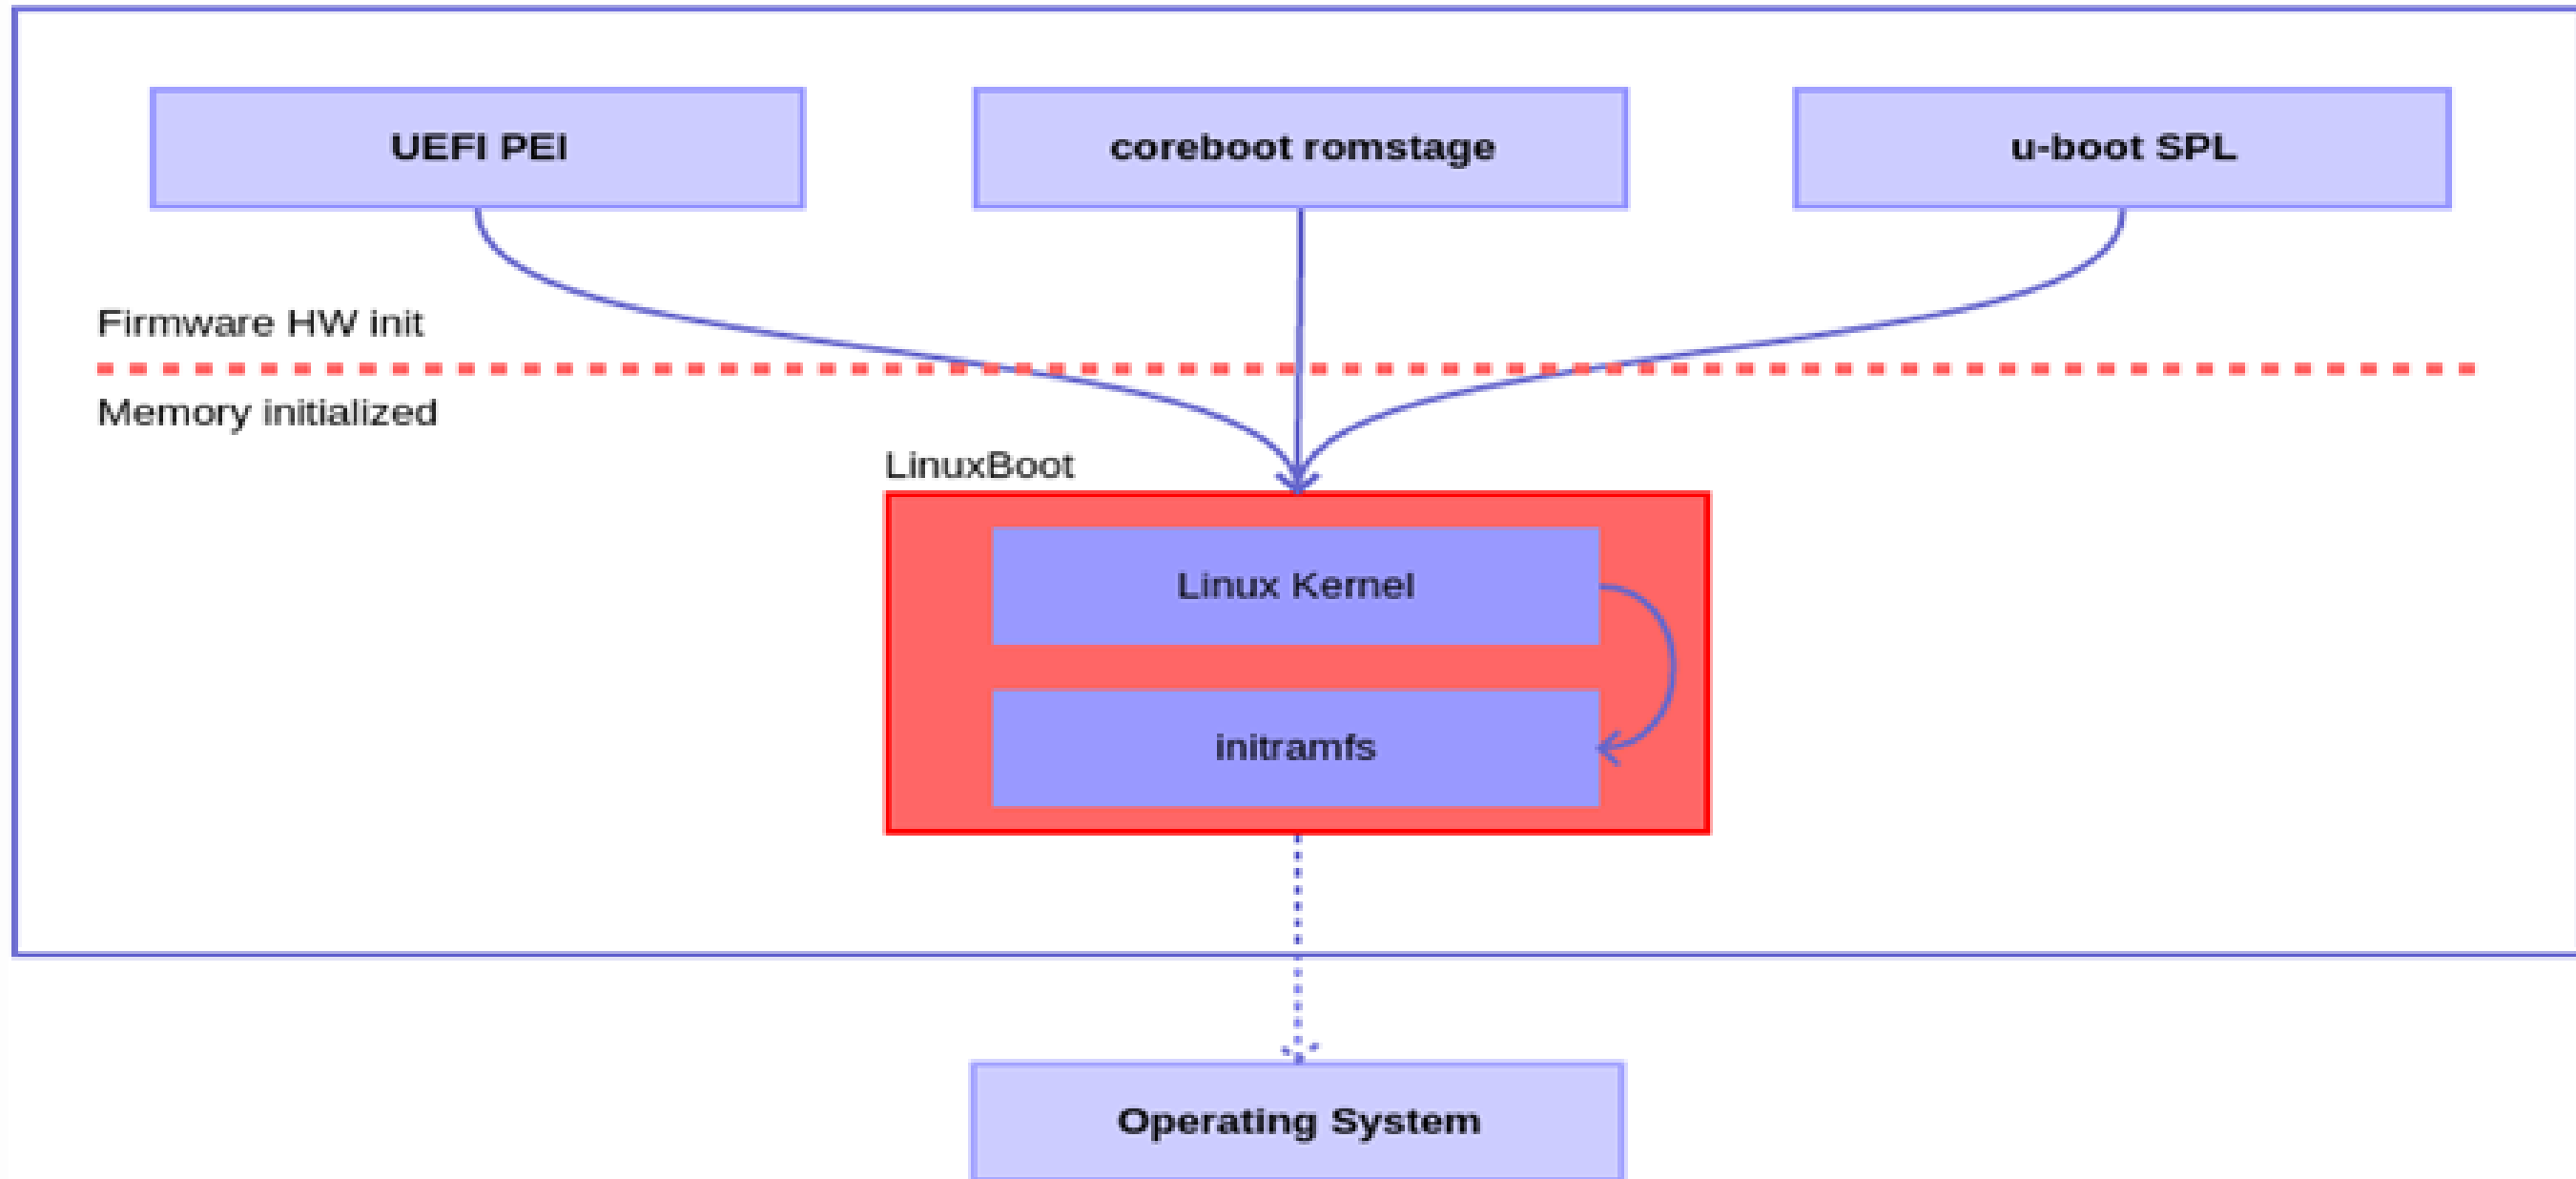 UEFI PEI
coreboot romstage
u-boot SPL
Firmware HW init
Memory initialized
LinuxBoot
Linux Kernel
initramfs
Operating System